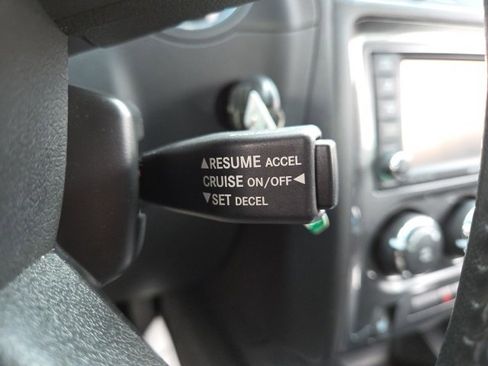 ▲RESUME ACCEL
CRUISE ON/OFF◄
▼SET DECEL